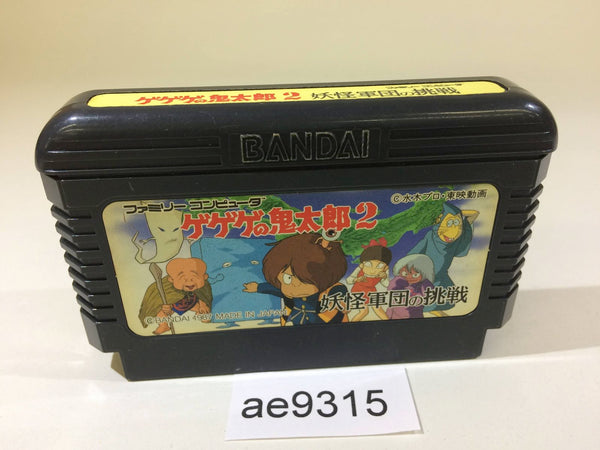 ゲゲゲの鬼太郎2 妖怪軍団の挑戦
BANDAI
ファミリーコンピュータ
©水木プロ・東映動画
ゲゲゲの鬼太郎2
妖怪軍団の挑戦
©BANDAI 1987 MADE IN JAPAN
ae9315